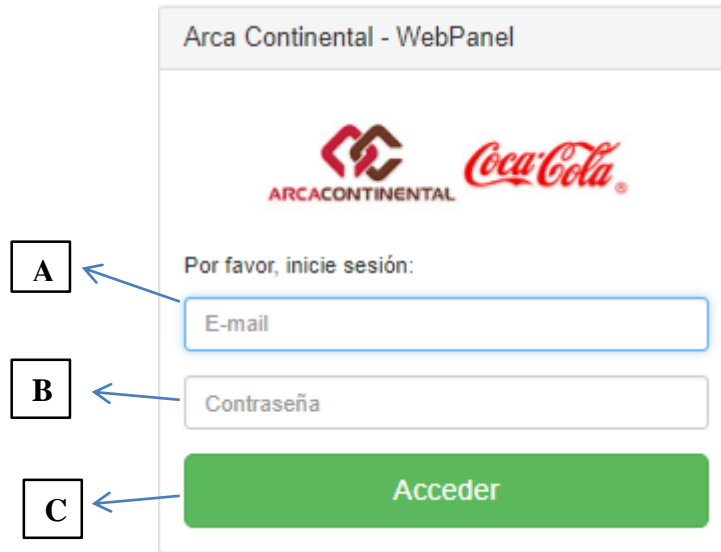 Arca Continental - WebPanel
ARCACONTINENTAL
Coca-Cola ®
A
Por favor, inicie sesión:
E-mail
B
Contraseña
C
Acceder